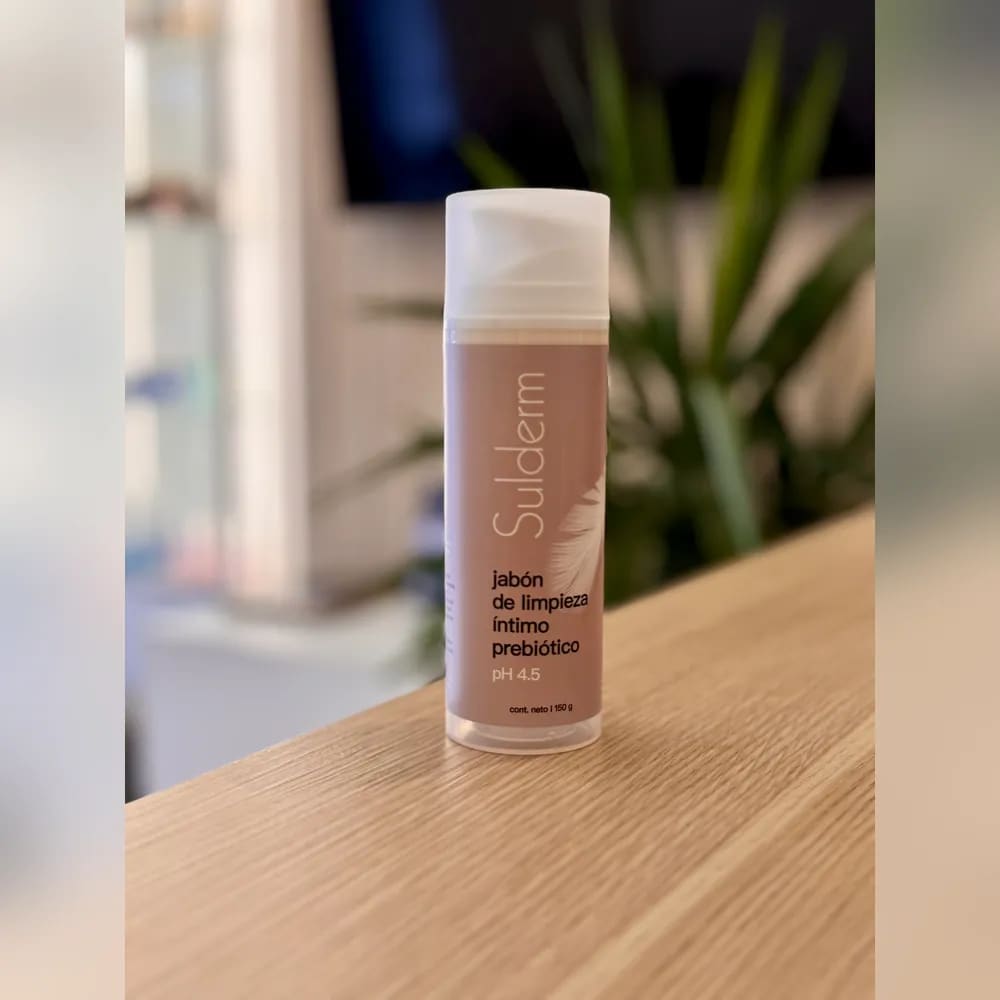 Sulderm
jabón
de limpieza
íntimo
prebiótico
pH 4.5
cont. neto | 150 g